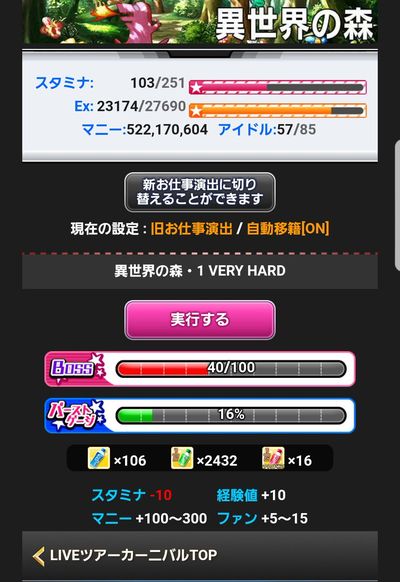 異世界の森
スタミナ: 103/251
Ex: 23174/27690
マニー:522,170,604 アイドル:57/85
新お仕事演出に切り
替えることができます
現在の設定 : 旧お仕事演出 / 自動移籍[ON]
異世界の森・1 VERY HARD
実行する
Boss 40/100
バーストゲージ 16%
×106 ×2432 ×16
スタミナ -10 経験値 +10
マニー +100〜300 ファン +5〜15
LIVEツアーカーニバルTOP